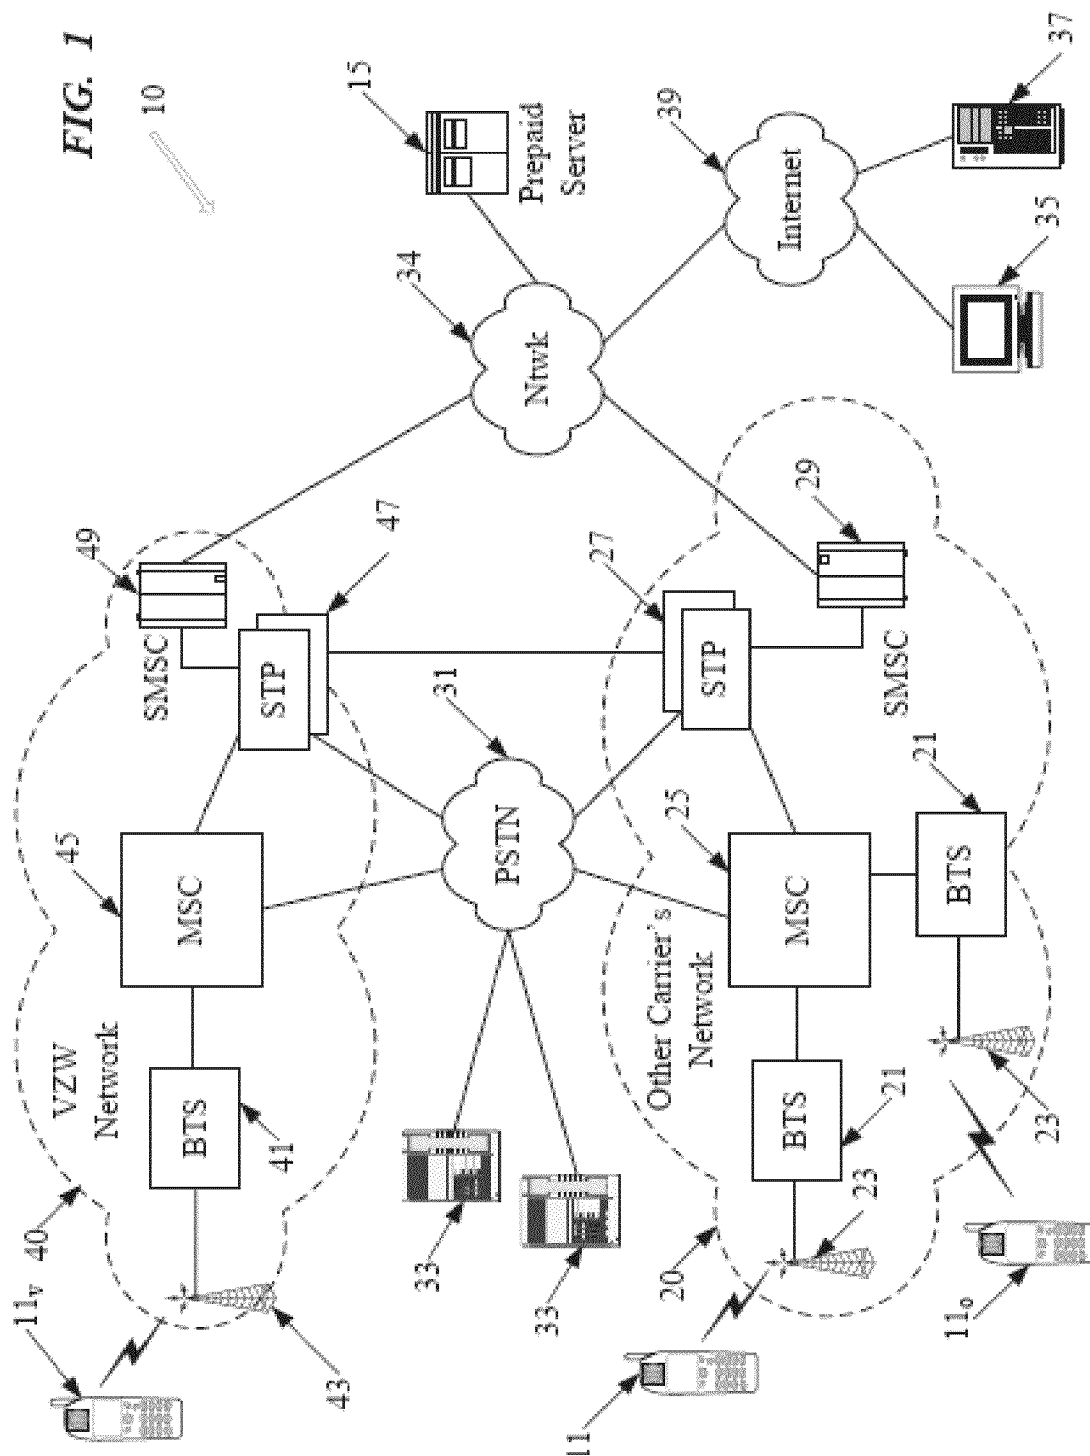 FIG. 1
10
15
Prepaid
Server
37
39
Internet
35
34
Ntwk
49
SMSC
47
STP
27
STP
29
SMSC
31
PSTN
45
MSC
25
MSC
21
BTS
VZW
Network
BTS
41
Other Carrier's
Network
BTS
21
23
23
40
33
33
20
11v
43
11
11o